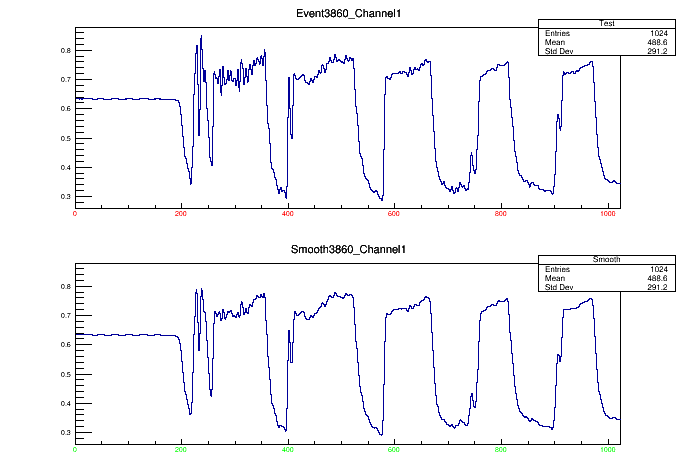 Event3860_Channel1
Test
Entries 1024
Mean 488.6
Std Dev 291.2
0.8
0.7
0.6
0.5
0.4
0.3
0 200 400 600 800 1000
Smooth3860_Channel1
Smooth
Entries 1024
Mean 488.6
Std Dev 291.2
0.8
0.7
0.6
0.5
0.4
0.3
0 200 400 600 800 1000